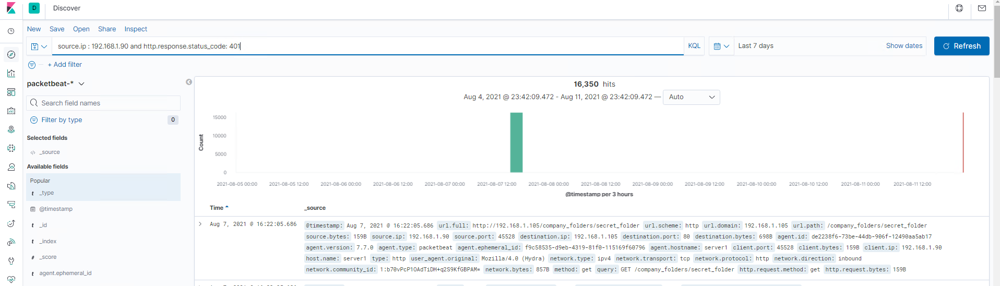 D Discover
New Save Open Share Inspect
source.ip : 192.168.1.90 and http.response.status_code: 401 KQL Last 7 days Show dates Refresh
+ Add filter
packetbeat-*
Search field names
Filter by type 0
Selected fields
</> _source
Available fields
Popular
t _type
@timestamp
t _id
t _index
# _score
t agent.ephemeral_id
16,350 hits
Aug 4, 2021 @ 23:42:09.472 - Aug 11, 2021 @ 23:42:09.472 — Auto
Count
15000
10000
5000
0
2021-08-05 00:00 2021-08-05 12:00 2021-08-06 00:00 2021-08-06 12:00 2021-08-07 00:00 2021-08-07 12:00 2021-08-08 00:00 2021-08-08 12:00 2021-08-09 00:00 2021-08-09 12:00 2021-08-10 00:00 2021-08-10 12:00 2021-08-11 00:00 2021-08-11 12:00
@timestamp per 3 hours
Time _source
Aug 7, 2021 @ 16:22:05.686 @timestamp: Aug 7, 2021 @ 16:22:05.686 url.full: http://192.168.1.105/company_folders/secret_folder url.scheme: http url.domain: 192.168.1.105 url.path: /company_folders/secret_folder
source.bytes: 159B source.ip: 192.168.1.90 source.port: 45528 destination.ip: 192.168.1.105 destination.port: 80 destination.bytes: 698B agent.id: de2238f6-73be-44db-906f-12490aa5ab17
agent.version: 7.7.0 agent.type: packetbeat agent.ephemeral_id: f9c58535-d9eb-4319-81f0-115169f60796 agent.hostname: server1 client.port: 45528 client.bytes: 159B client.ip: 192.168.1.90
host.name: server1 type: http user_agent.original: Mozilla/4.0 (Hydra) network.type: ipv4 network.transport: tcp network.protocol: http network.direction: inbound
network.community_id: 1:b70vPcP1OAdTiDH+q2S9KfGBPAM= network.bytes: 857B method: get query: GET /company_folders/secret_folder http.request.method: get http.request.bytes: 159B